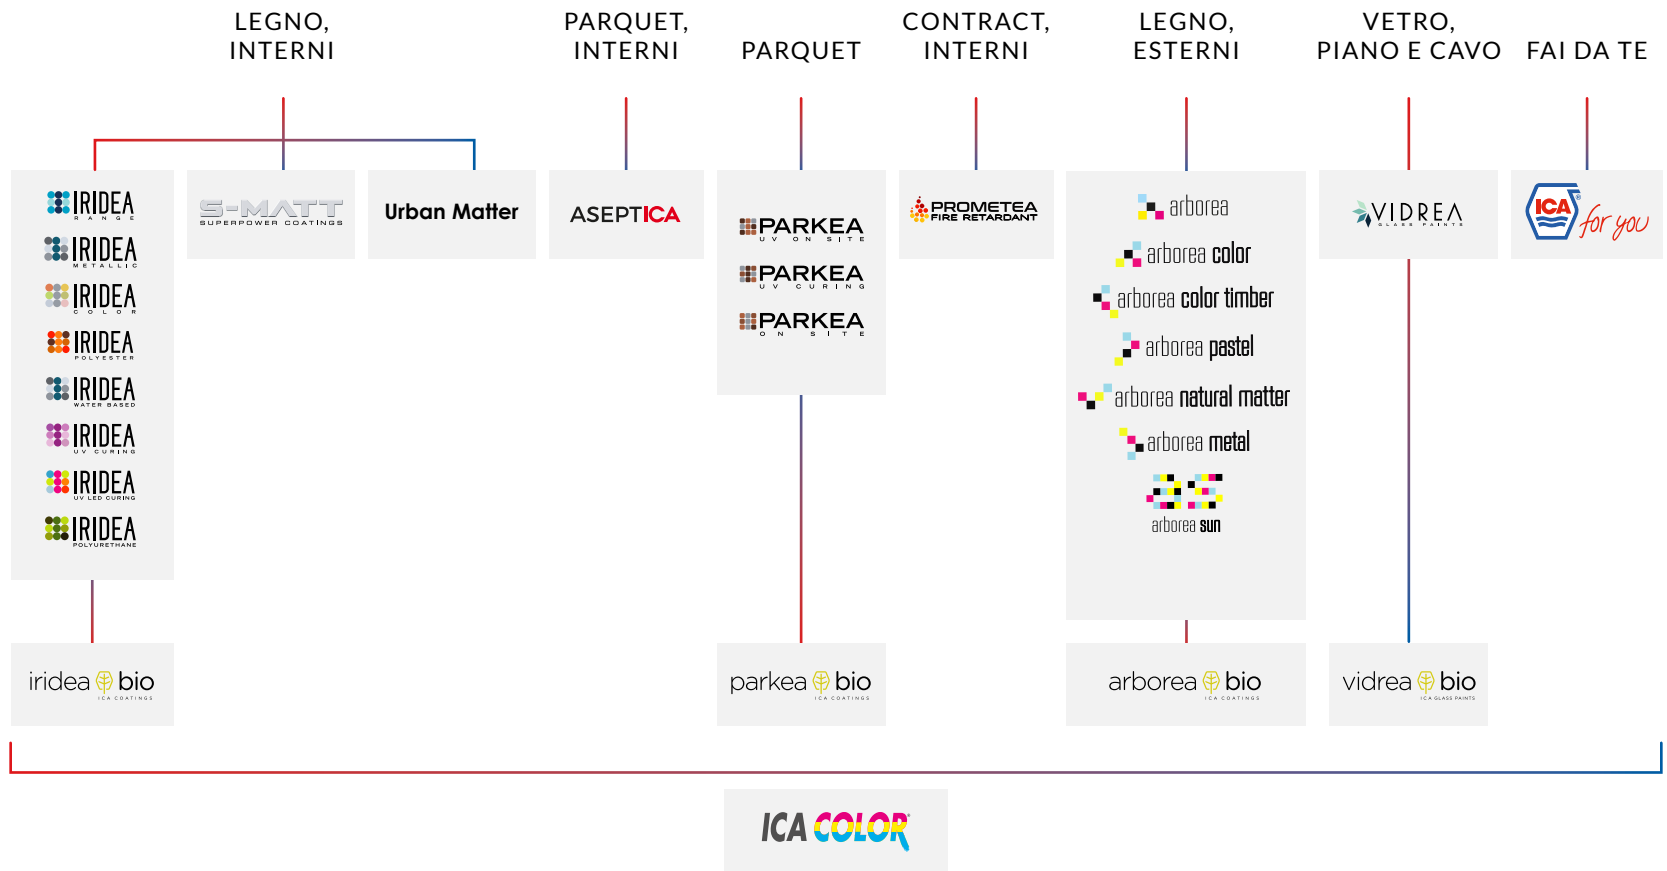 LEGNO,
INTERNI
PARQUET,
INTERNI
PARQUET
CONTRACT,
INTERNI
LEGNO,
ESTERNI
VETRO,
PIANO E CAVO
FAI DA TE
IRIDEA
RANGE
IRIDEA
METALLIC
IRIDEA
COLOR
IRIDEA
POLYESTER
IRIDEA
WATER BASED
IRIDEA
UV CURING
IRIDEA
UV LED CURING
IRIDEA
POLYURETHANE
S-MATT
SUPERPOWER COATINGS
Urban Matter
ASEPTICA
PARKEA
UV ON SITE
PARKEA
UV CURING
PARKEA
ON SITE
PROMETEA
FIRE RETARDANT
arborea
arborea color
arborea color timber
arborea pastel
arborea natural matter
arborea metal
as
arborea sun
VIDREA
GLASS PAINTS
ICA
®
for you
iridea bio
ICA COATINGS
parkea bio
ICA COATINGS
arborea bio
ICA COATINGS
vidrea bio
ICA GLASS PAINTS
ICA COLOR